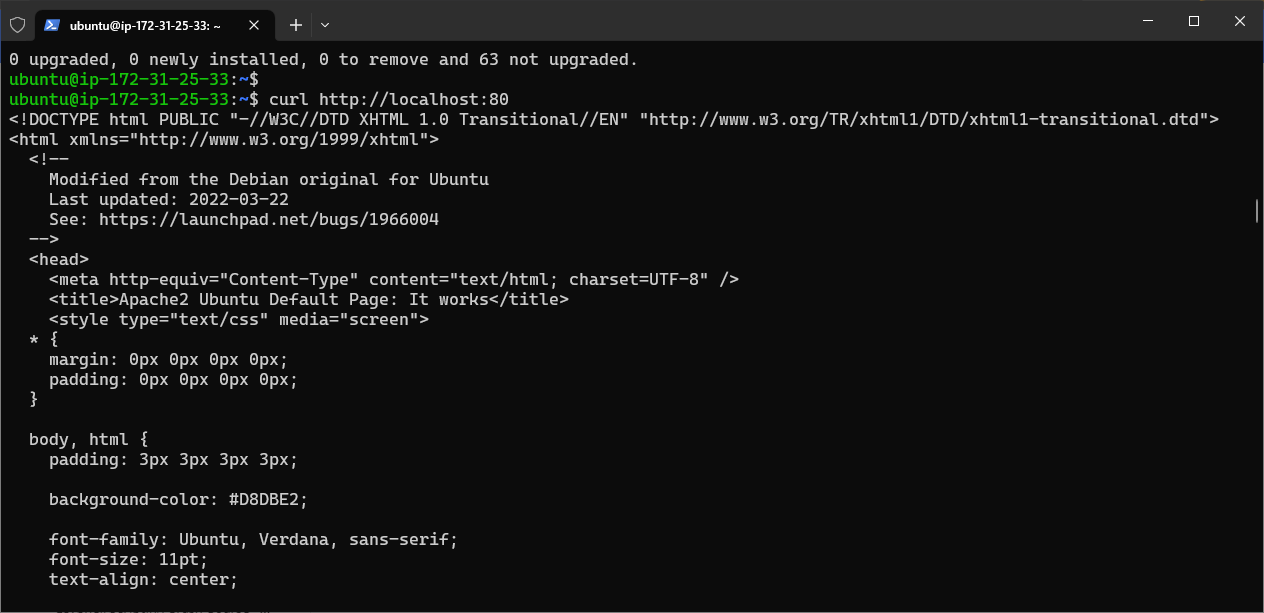 ubuntu@ip-172-31-25-33: ~
0 upgraded, 0 newly installed, 0 to remove and 63 not upgraded.
ubuntu@ip-172-31-25-33:~$
ubuntu@ip-172-31-25-33:~$ curl http://localhost:80
<!DOCTYPE html PUBLIC "-//W3C//DTD XHTML 1.0 Transitional//EN" "http://www.w3.org/TR/xhtml1/DTD/xhtml1-transitional.dtd">
<html xmlns="http://www.w3.org/1999/xhtml">
  <!--
    Modified from the Debian original for Ubuntu
    Last updated: 2022-03-22
    See: https://launchpad.net/bugs/1966004
  -->
  <head>
    <meta http-equiv="Content-Type" content="text/html; charset=UTF-8" />
    <title>Apache2 Ubuntu Default Page: It works</title>
    <style type="text/css" media="screen">
  * {
    margin: 0px 0px 0px 0px;
    padding: 0px 0px 0px 0px;
  }
  body, html {
    padding: 3px 3px 3px 3px;
    background-color: #D8DBE2;
    font-family: Ubuntu, Verdana, sans-serif;
    font-size: 11pt;
    text-align: center;